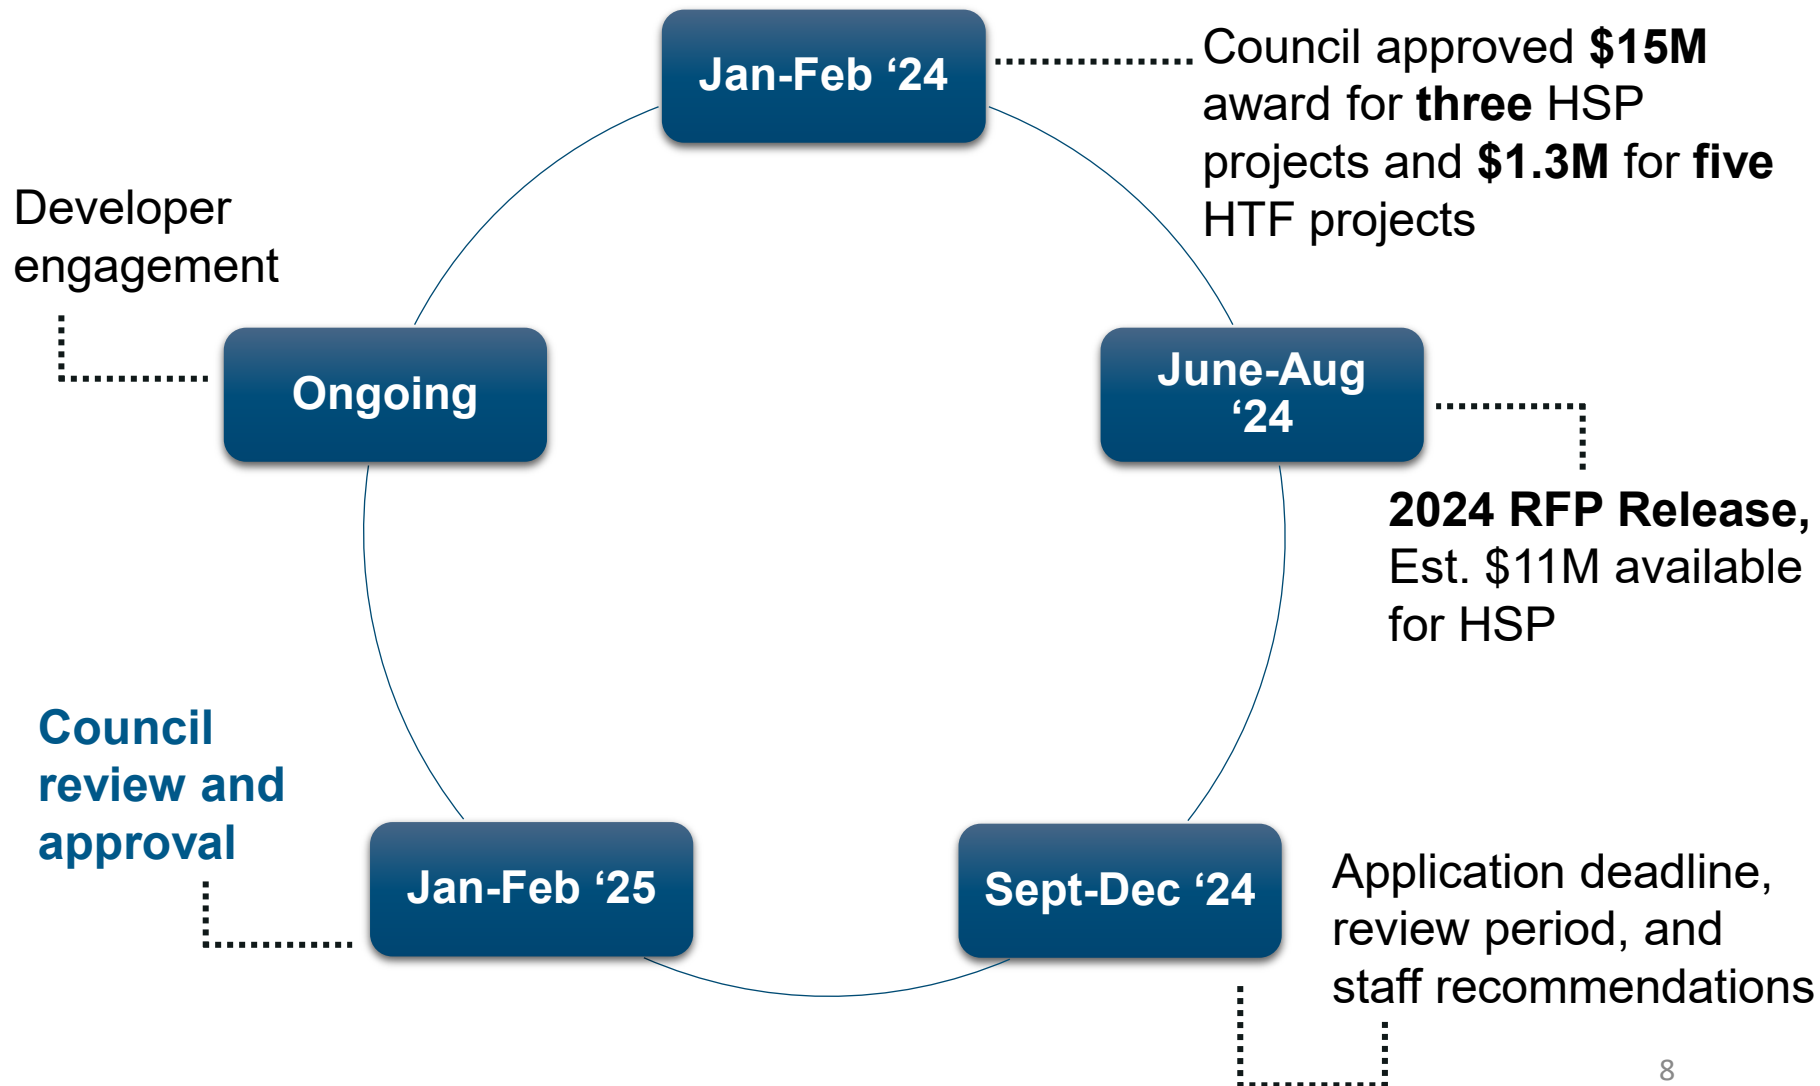 Jan-Feb ‘24
Council approved $15M
award for three HSP
projects and $1.3M for five
HTF projects
June-Aug
‘24
2024 RFP Release,
Est. $11M available
for HSP
Sept-Dec ‘24
Application deadline,
review period, and
staff recommendations
Jan-Feb ‘25
Council
review and
approval
Ongoing
Developer
engagement
8